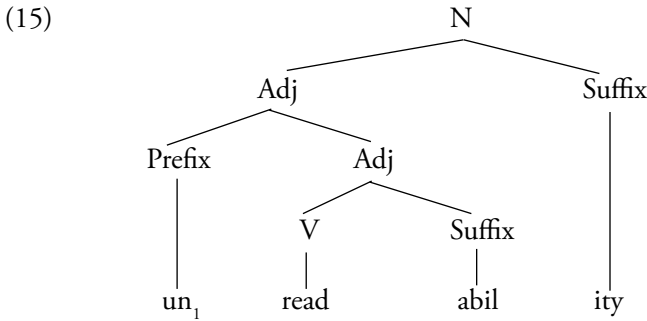 (15) N
Adj Suffix
Prefix Adj
V Suffix
un₁ read abil ity